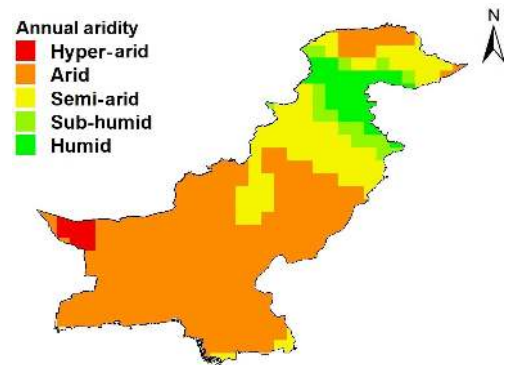 Annual aridity
Hyper-arid
Arid
Semi-arid
Sub-humid
Humid
N